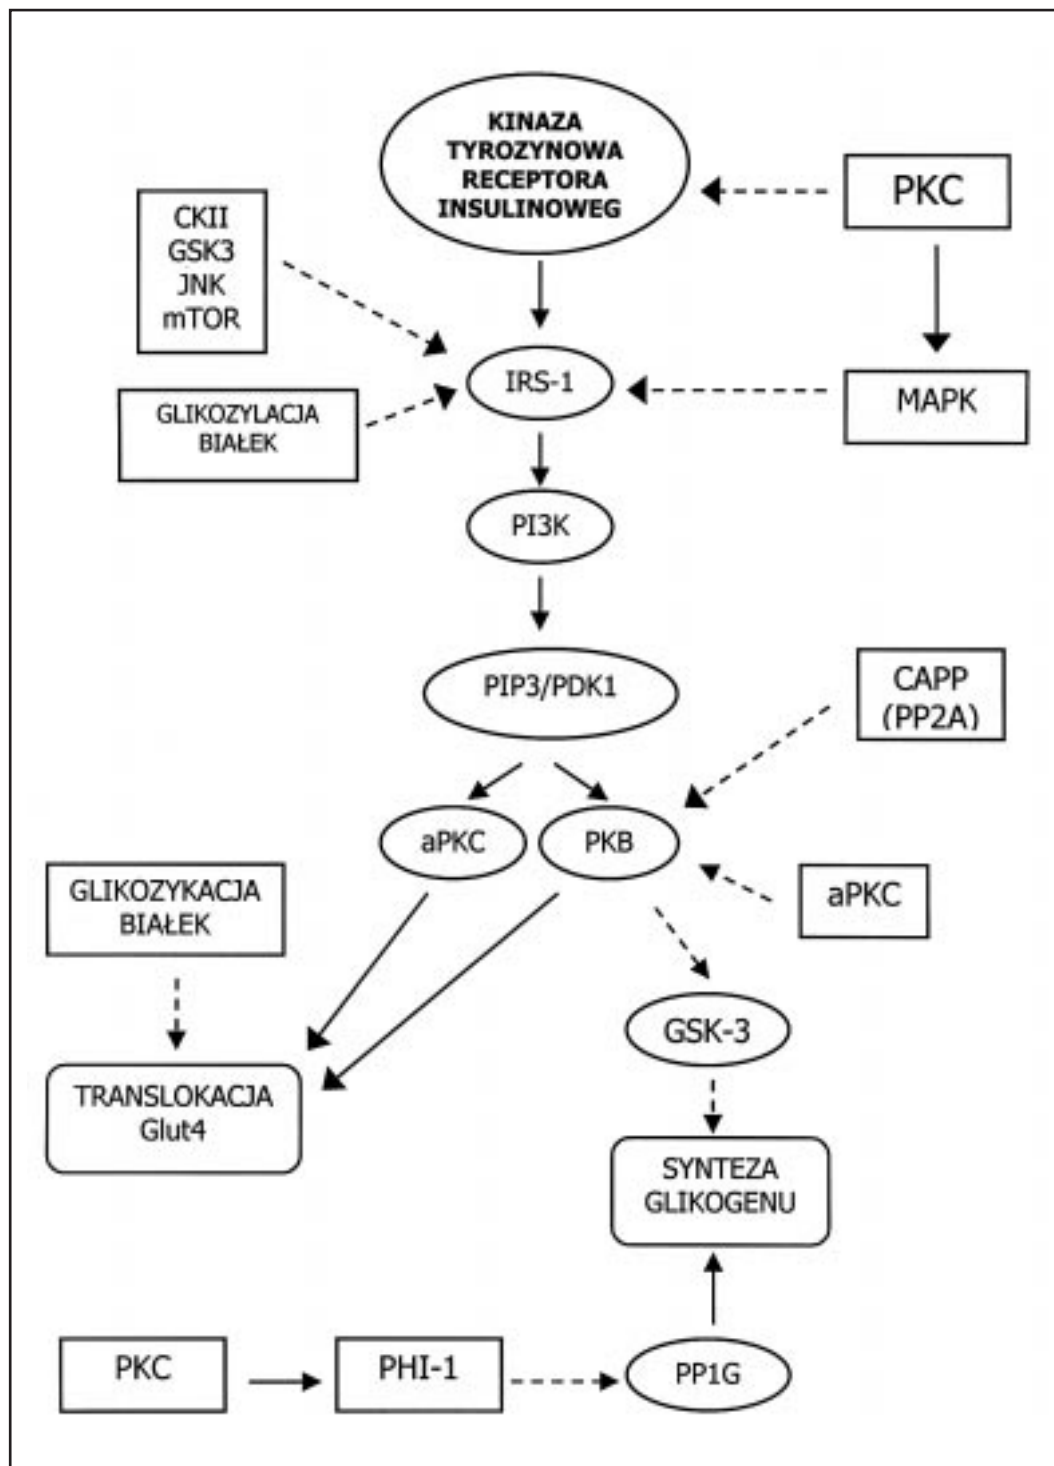 KINAZA
TYROZYNOWA
RECEPTORA
INSULINOWEG
PKC
CKII
GSK3
JNK
mTOR
IRS-1
MAPK
GLIKOZYLACJA
BIAŁEK
PI3K
PIP3/PDK1
CAPP
(PP2A)
aPKC
PKB
GLIKOZYKACJA
BIAŁEK
aPKC
GSK-3
TRANSLOKACJA
Glut4
SYNTEZA
GLIKOGENU
PKC
PHI-1
PP1G